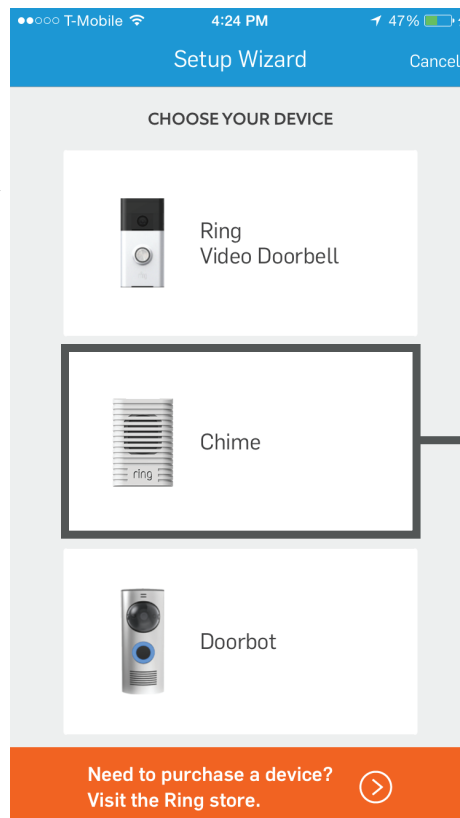 T-Mobile 4:24 PM 47%
Setup Wizard Cancel
CHOOSE YOUR DEVICE
Ring
Video Doorbell
ring
Chime
Doorbot
Need to purchase a device?
Visit the Ring store.